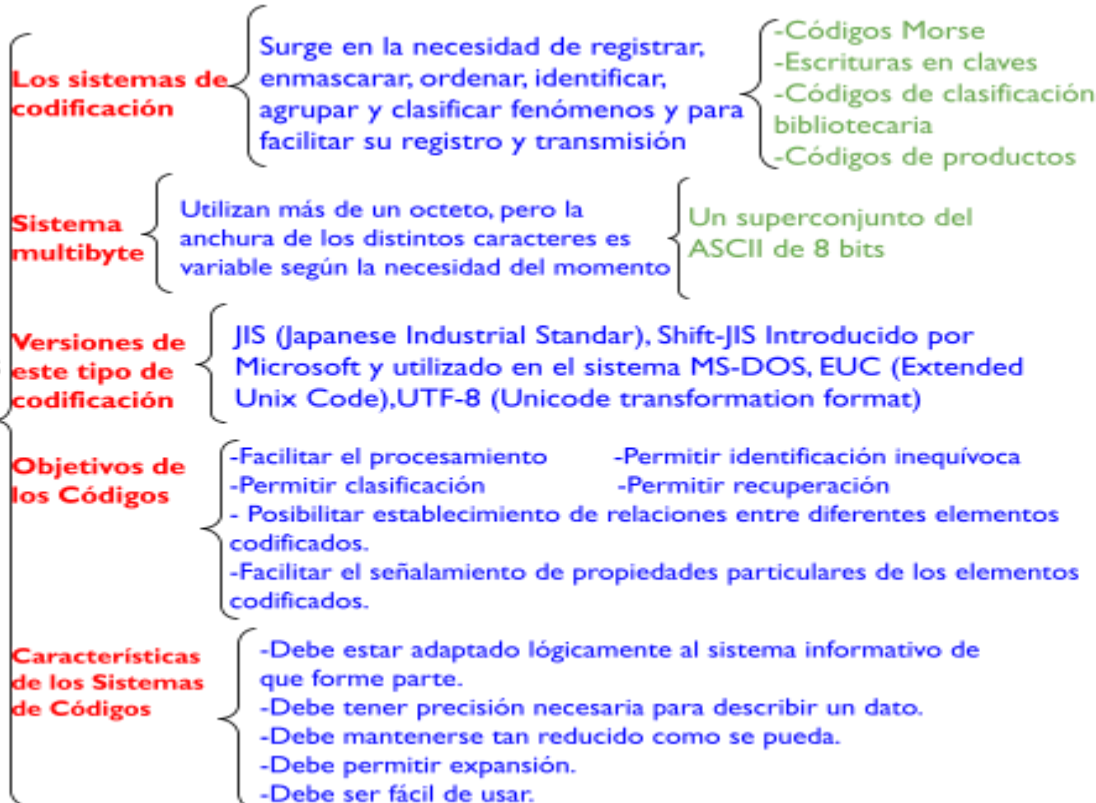 Los sistemas de
codificación
Surge en la necesidad de registrar,
enmascarar, ordenar, identificar,
agrupar y clasificar fenómenos y para
facilitar su registro y transmisión
-Códigos Morse
-Escrituras en claves
-Códigos de clasificación
bibliotecaria
-Códigos de productos
Sistema
multibyte
Utilizan más de un octeto, pero la
anchura de los distintos caracteres es
variable según la necesidad del momento
Un superconjunto del
ASCII de 8 bits
Versiones de
este tipo de
codificación
JIS (Japanese Industrial Standar), Shift-JIS Introducido por
Microsoft y utilizado en el sistema MS-DOS, EUC (Extended
Unix Code),UTF-8 (Unicode transformation format)
Objetivos de
los Códigos
-Facilitar el procesamiento -Permitir identificación inequívoca
-Permitir clasificación -Permitir recuperación
- Posibilitar establecimiento de relaciones entre diferentes elementos
codificados.
-Facilitar el señalamiento de propiedades particulares de los elementos
codificados.
Características
de los Sistemas
de Códigos
-Debe estar adaptado lógicamente al sistema informativo de
que forme parte.
-Debe tener precisión necesaria para describir un dato.
-Debe mantenerse tan reducido como se pueda.
-Debe permitir expansión.
-Debe ser fácil de usar.